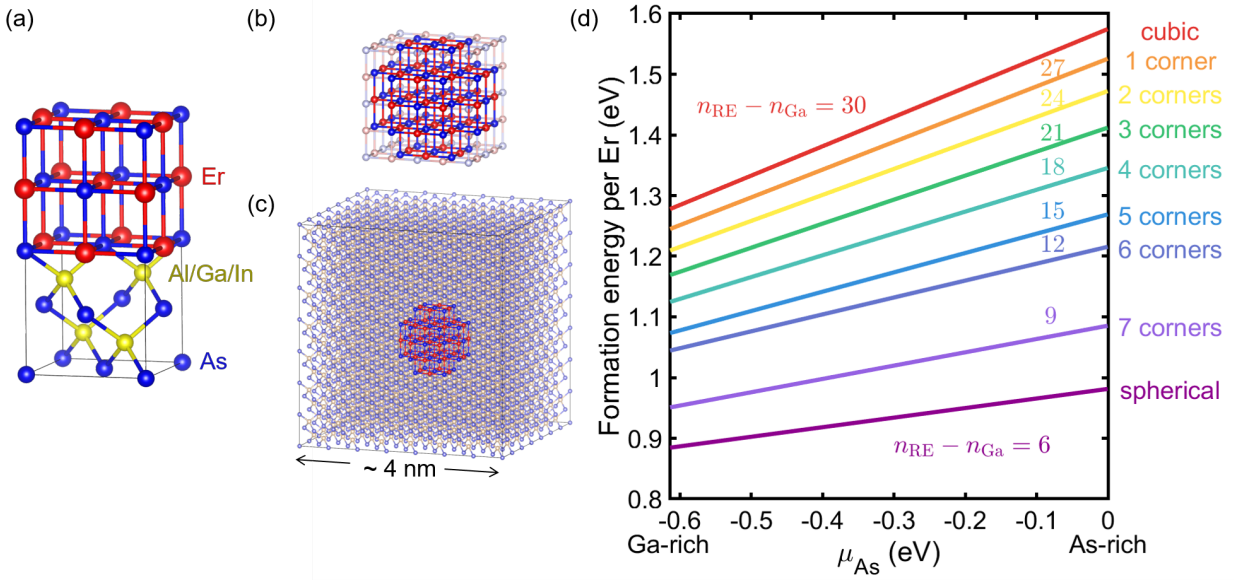 (a)
Er
Al/Ga/In
As
(b)
(c)
~ 4 nm
(d)
Formation energy per Er (eV)
1.6
1.5
1.4
1.3
1.2
1.1
1
0.9
0.8
n_RE − n_Ga = 30
27
24
21
18
15
12
9
n_RE − n_Ga = 6
cubic
1 corner
2 corners
3 corners
4 corners
5 corners
6 corners
7 corners
spherical
-0.6 -0.5 -0.4 -0.3 -0.2 -0.1 0
Ga-rich
As-rich
μ_As (eV)